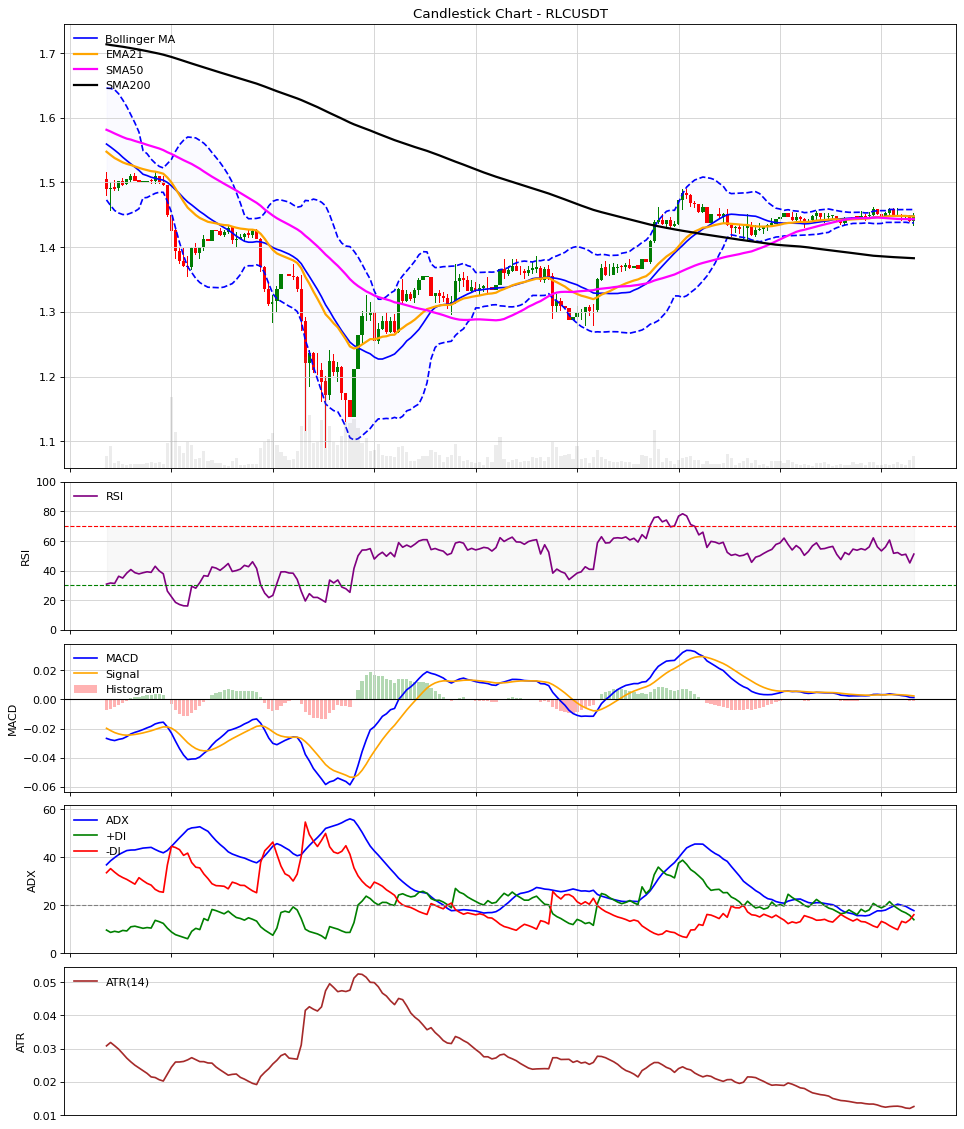 Candlestick Chart - RLCUSDT
Bollinger MA
EMA21
SMA50
SMA200
1.7
1.6
1.5
1.4
1.3
1.2
1.1
RSI
RSI
100
80
60
40
20
0
MACD
Signal
Histogram
MACD
0.02
0.00
−0.02
−0.04
−0.06
ADX
+DI
-DI
ADX
60
40
20
0
ATR(14)
ATR
0.05
0.04
0.03
0.02
0.01